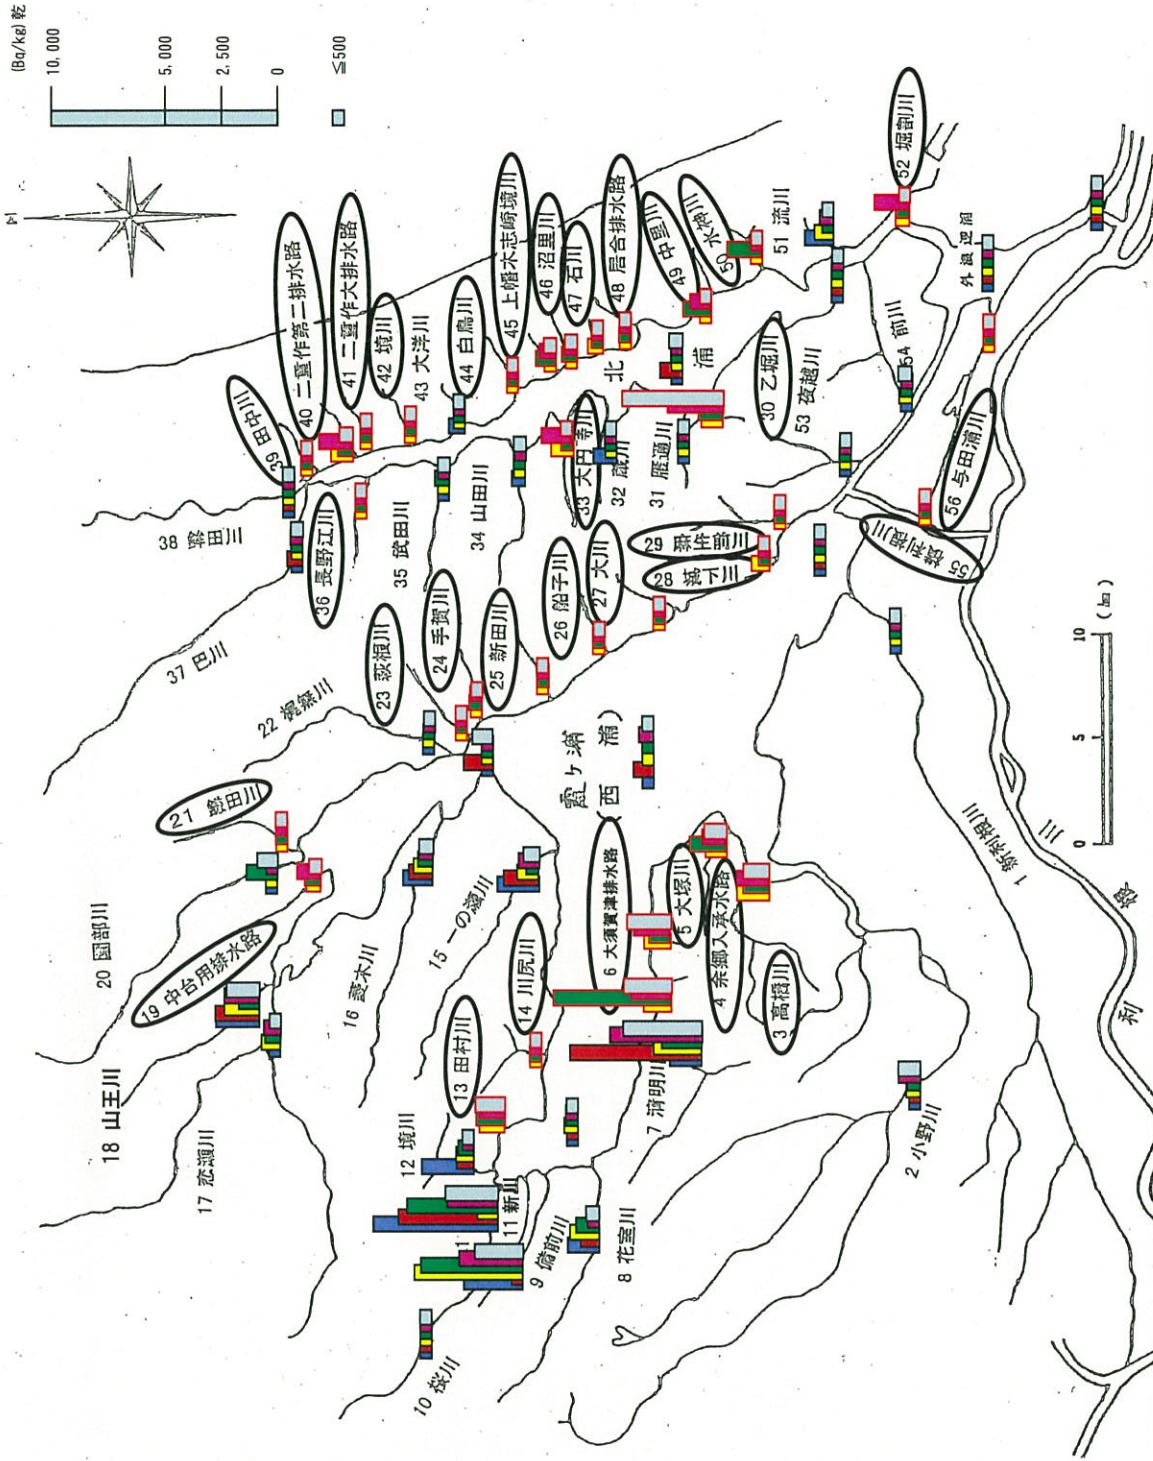 (Bq/kg)乾
10,000
5,000
2,500
0
≦500
39 田中川
40 二重作第二排水路
41 二重作大排水路
42 境川
43 大洋川
44 白鳥川
45 上幡木志崎境川
46 沼里川
47 石川
48 居合排水路
49 中里川
50 水神川
51 流川
52 堀割川
外浪逆浦
38 鉾田川
36 長野江川
35 武田川
34 山田川
33 大円寺川
32 蔵川
31 雁通川
北
浦
30 乙堀川
53 夜越川
54 前川
37 巴川
22 梶無川
23 萩根川
24 手賀川
25 新田川
26 船子川
27 大川
28 城下川
29
55 横利根川
56 与田浦川
21 鎌田川
20 園部川
19 中台用排水路
18 山王川
17 恋瀬川
16 菱木川
15 一の瀬川
14 川尻川
13 田村川
12 境川
11 新川
10 桜川
9 備前川
8 花室川
7 清明川
6 大須賀津排水路
5 大塚川
4 余郷入承水路
3 高橋川
2 小野川
1 新利根川
霞ヶ浦
(西 浦)
利
根
川
0
5
10
(km)